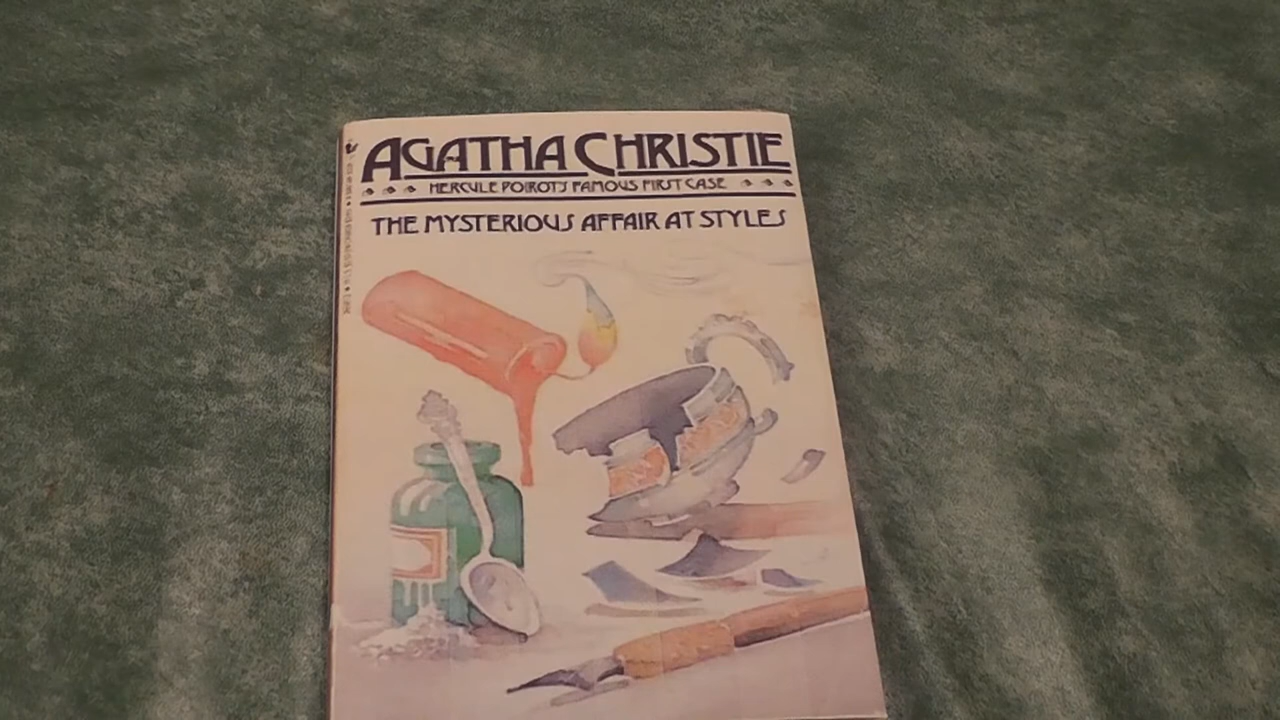 AGATHA CHRISTIE
HERCULE POIROT'S FAMOUS FIRST CASE
THE MYSTERIOUS AFFAIR AT STYLES